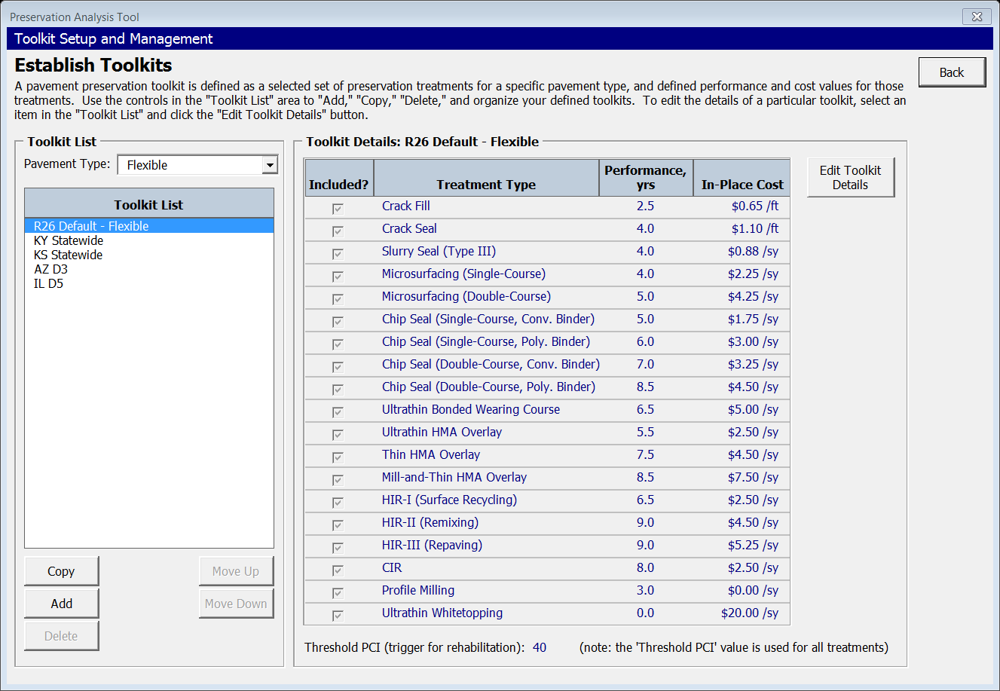 Preservation Analysis Tool
Toolkit Setup and Management
Establish Toolkits
Back
A pavement preservation toolkit is defined as a selected set of preservation treatments for a specific pavement type, and defined performance and cost values for those
treatments.  Use the controls in the "Toolkit List" area to "Add," "Copy," "Delete," and organize your defined toolkits.  To edit the details of a particular toolkit, select an
item in the "Toolkit List" and click the "Edit Toolkit Details" button.
Toolkit List
Pavement Type: Flexible
Toolkit List
R26 Default - Flexible
KY Statewide
KS Statewide
AZ D3
IL D5
Copy
Move Up
Add
Move Down
Delete
Toolkit Details: R26 Default - Flexible
Included? Treatment Type Performance, yrs In-Place Cost
Crack Fill 2.5 $0.65 /ft
Crack Seal 4.0 $1.10 /ft
Slurry Seal (Type III) 4.0 $0.88 /sy
Microsurfacing (Single-Course) 4.0 $2.25 /sy
Microsurfacing (Double-Course) 5.0 $4.25 /sy
Chip Seal (Single-Course, Conv. Binder) 5.0 $1.75 /sy
Chip Seal (Single-Course, Poly. Binder) 6.0 $3.00 /sy
Chip Seal (Double-Course, Conv. Binder) 7.0 $3.25 /sy
Chip Seal (Double-Course, Poly. Binder) 8.5 $4.50 /sy
Ultrathin Bonded Wearing Course 6.5 $5.00 /sy
Ultrathin HMA Overlay 5.5 $2.50 /sy
Thin HMA Overlay 7.5 $4.50 /sy
Mill-and-Thin HMA Overlay 8.5 $7.50 /sy
HIR-I (Surface Recycling) 6.5 $2.50 /sy
HIR-II (Remixing) 9.0 $4.50 /sy
HIR-III (Repaving) 9.0 $5.25 /sy
CIR 8.0 $2.50 /sy
Profile Milling 3.0 $0.00 /sy
Ultrathin Whitetopping 0.0 $20.00 /sy
Threshold PCI (trigger for rehabilitation): 40 (note: the 'Threshold PCI' value is used for all treatments)
Edit Toolkit
Details